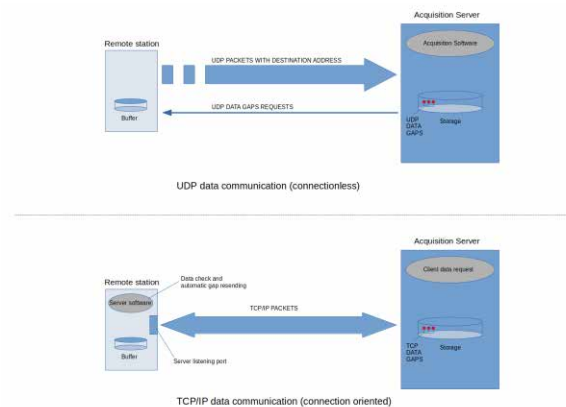 Acquisition Server
Remote station
Acquisition Software
UDP PACKETS WITH DESTINATION ADDRESS
UDP DATA GAPS REQUESTS
Buffer
UDP
DATA
GAPS
Storage
UDP data communication (connectionless)
Acquisition Server
Remote station
Data check and
automatic gap resending
Client data request
Server software
TCP/IP PACKETS
Buffer
Server listening port
TCP
DATA
GAPS
Storage
TCP/IP data communication (connection oriented)